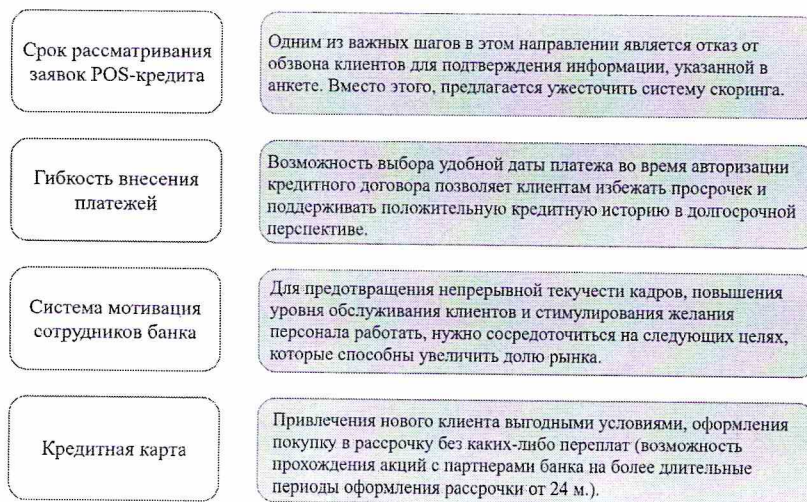 Срок рассматривания
заявок POS-кредита
Одним из важных шагов в этом направлении является отказ от
обзвона клиентов для подтверждения информации, указанной в
анкете. Вместо этого, предлагается ужесточить систему скоринга.
Гибкость внесения
платежей
Возможность выбора удобной даты платежа во время авторизации
кредитного договора позволяет клиентам избежать просрочек и
поддерживать положительную кредитную историю в долгосрочной
перспективе.
Система мотивация
сотрудников банка
Для предотвращения непрерывной текучести кадров, повышения
уровня обслуживания клиентов и стимулирования желания
персонала работать, нужно сосредоточиться на следующих целях,
которые способны увеличить долю рынка.
Кредитная карта
Привлечения нового клиента выгодными условиями, оформления
покупку в рассрочку без каких-либо переплат (возможность
прохождения акций с партнерами банка на более длительные
периоды оформления рассрочки от 24 м.).